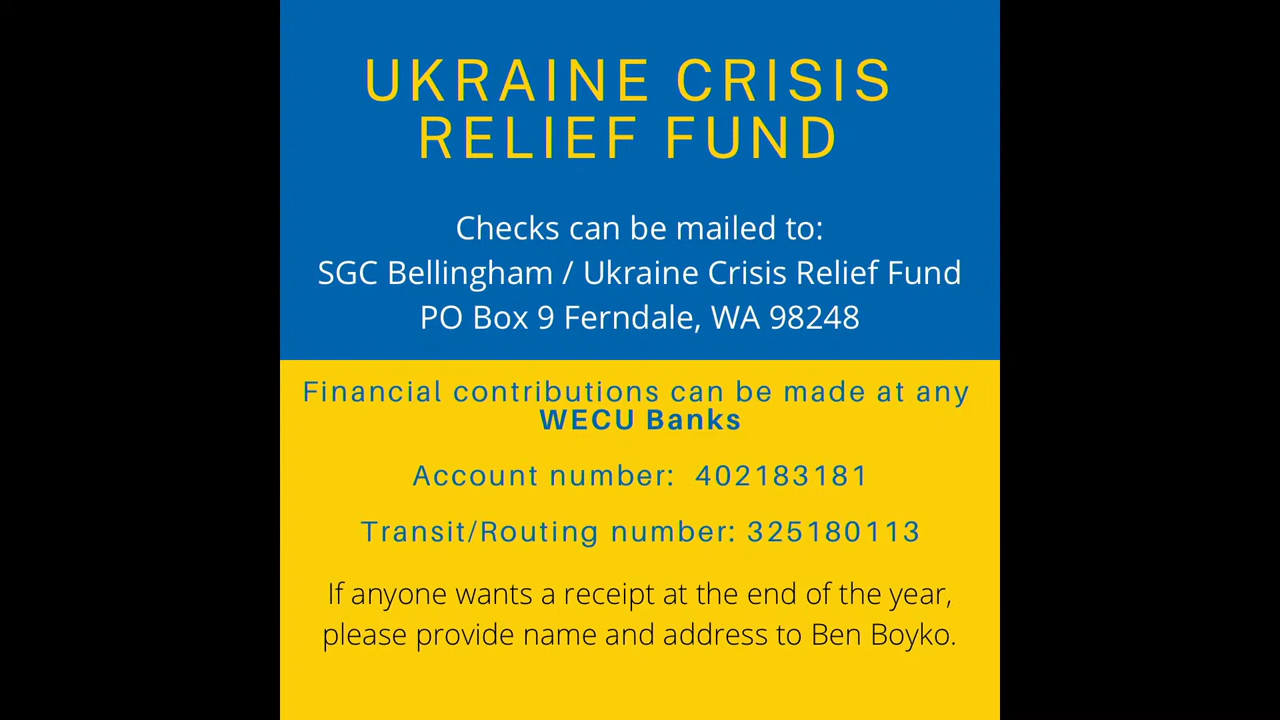 UKRAINE CRISIS
RELIEF FUND
Checks can be mailed to:
SGC Bellingham / Ukraine Crisis Relief Fund
PO Box 9 Ferndale, WA 98248
Financial contributions can be made at any
WECU Banks
Account number: 402183181
Transit/Routing number: 325180113
If anyone wants a receipt at the end of the year,
please provide name and address to Ben Boyko.